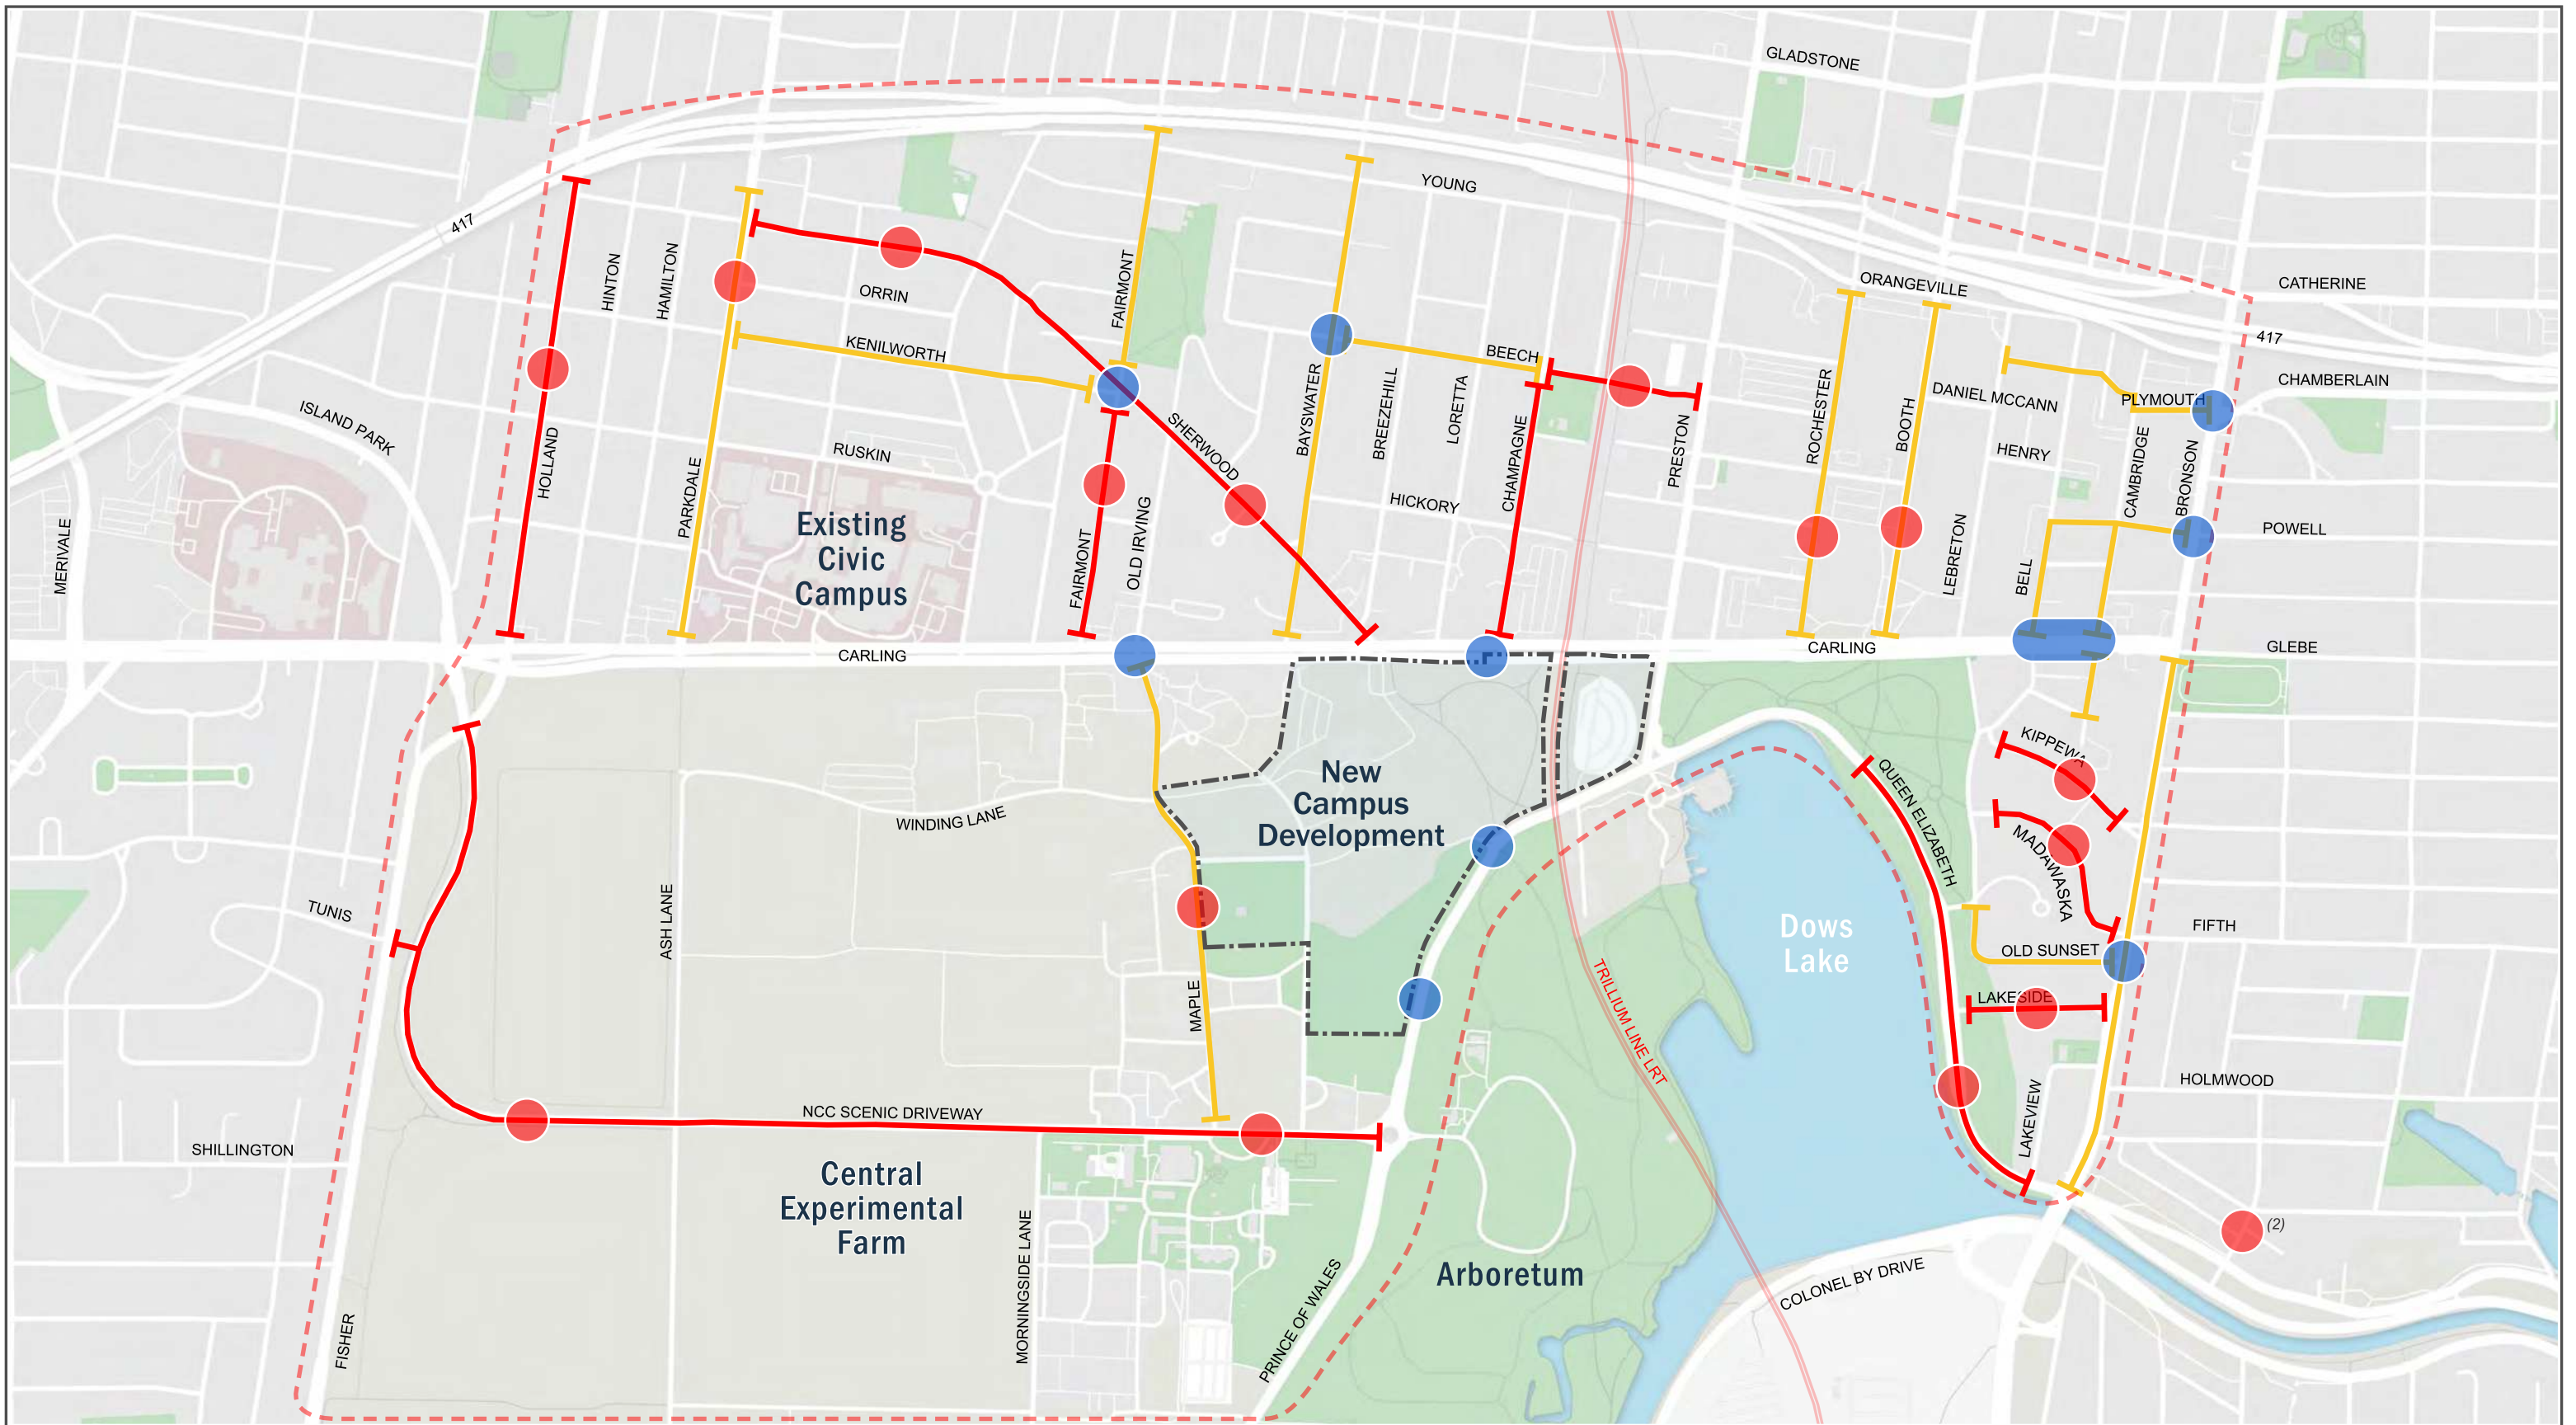 GLADSTONE
YOUNG
417
HINTON
HAMILTON
FAIRMONT
ORRIN
ORANGEVILLE
CATHERINE
417
KENILWORTH
BEECH
CHAMBERLAIN
DANIEL MCCANN
PLYMOUTH
ISLAND PARK
HOLLAND
PARKDALE
RUSKIN
SHERWOOD
BAYSWATER
BREEZEHILL
LORETTA
CHAMPAGNE
PRESTON
ROCHESTER
BOOTH
HENRY
CAMBRIDGE
BRONSON
HICKORY
MERIVALE
Existing
Civic
Campus
FAIRMONT
OLD IRVING
LEBRETON
BELL
POWELL
CARLING
CARLING
GLEBE
New
Campus
Development
KIPPEWA
QUEEN ELIZABETH
WINDING LANE
MADAWASKA
TUNIS
ASH LANE
Dows
Lake
FIFTH
OLD SUNSET
MAPLE
TRILLIUM LINE LRT
LAKESIDE
HOLMWOOD
NCC SCENIC DRIVEWAY
LAKEVIEW
SHILLINGTON
Central
Experimental
Farm
(2)
MORNINGSIDE LANE
Arboretum
COLONEL BY DRIVE
FISHER
PRINCE OF WALES